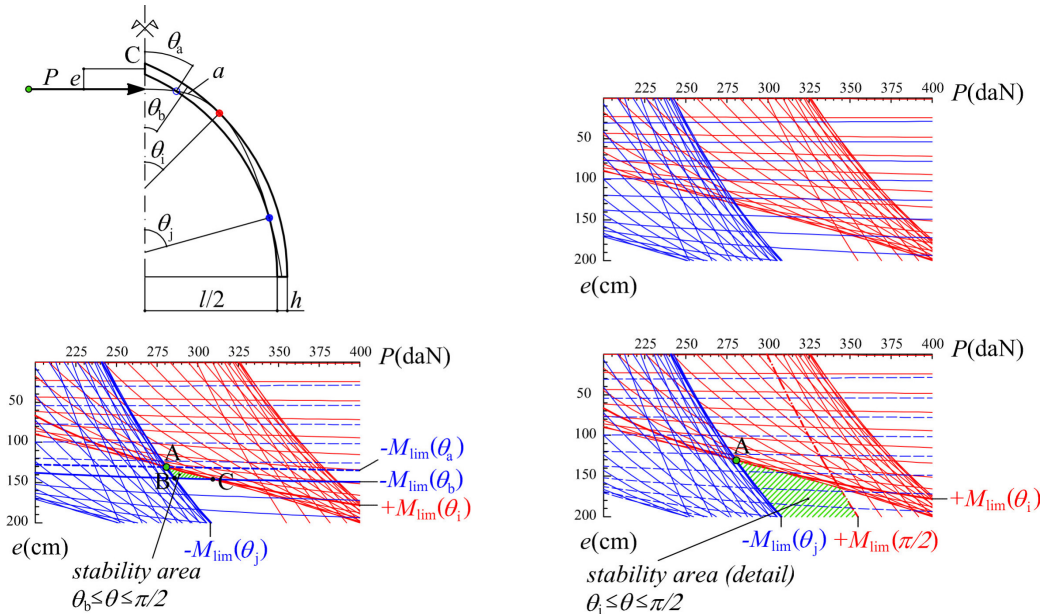 C
θa
P
e
a
θb
θi
θj
l/2
h
225 250 275 300 325 350 375 400 P(daN)
50
100
150
200
e(cm)
225 250 275 300 325 350 375 400 P(daN)
50
100
150
200
A
B
C
-Mlim(θa)
-Mlim(θb)
+Mlim(θi)
e(cm)
-Mlim(θj)
stability area
θb≤θ≤π/2
225 250 275 300 325 350 375 400 P(daN)
50
100
150
200
A
+Mlim(θi)
e(cm)
-Mlim(θj) +Mlim(π/2)
stability area (detail)
θi≤θ≤π/2